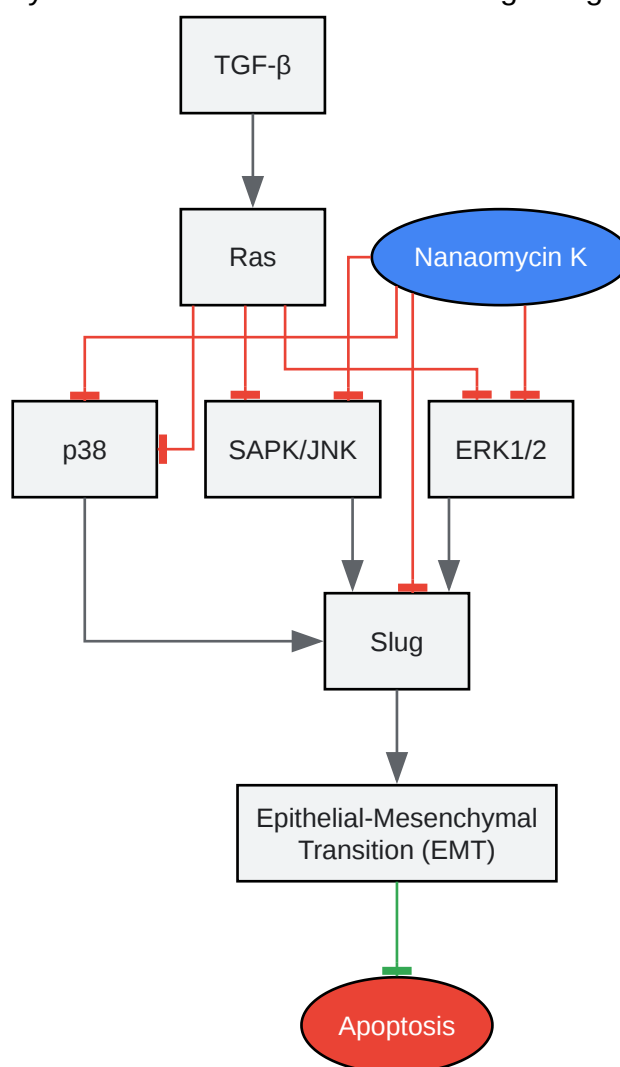 TGF-β
Ras
Nanaomycin K
p38
SAPK/JNK
ERK1/2
Slug
Epithelial-Mesenchymal
Transition (EMT)
Apoptosis